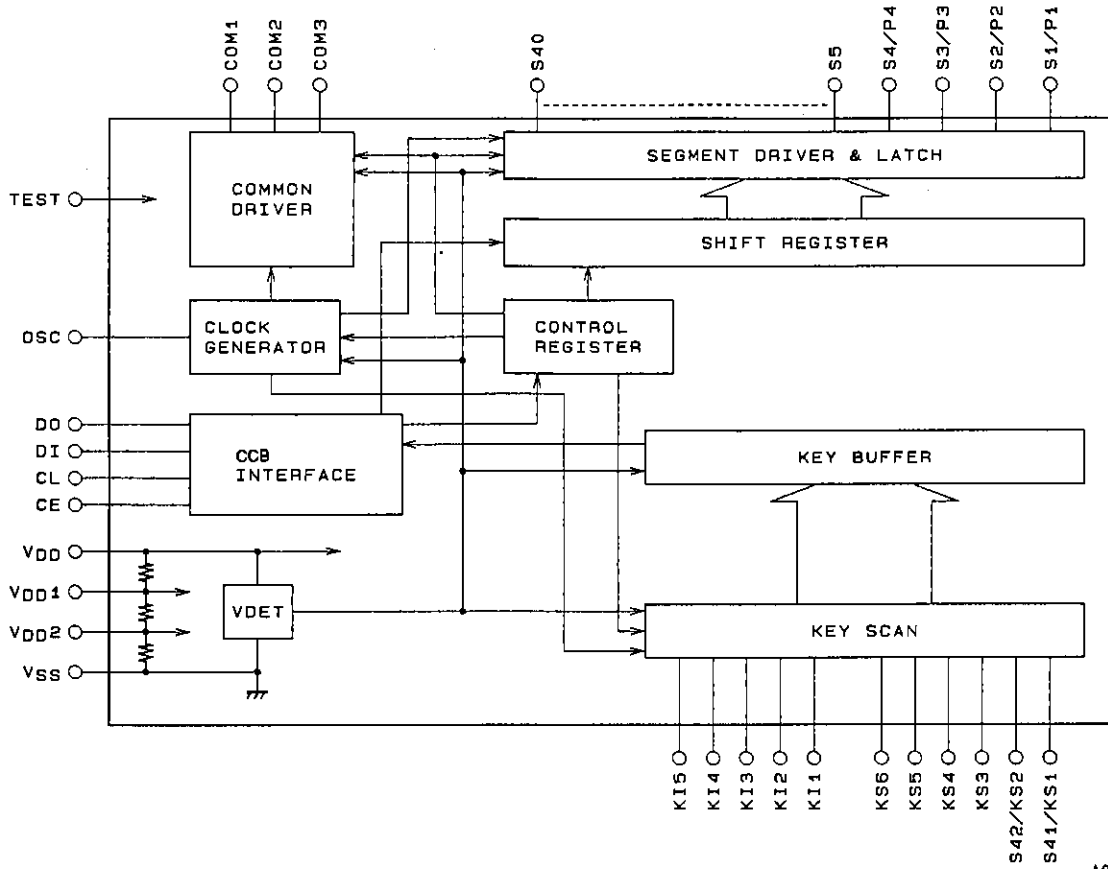 COM1
COM2
COM3
S40
S5
S4/P4
S3/P3
S2/P2
S1/P1
TEST
COMMON
DRIVER
SEGMENT DRIVER & LATCH
SHIFT REGISTER
OSC
CLOCK
GENERATOR
CONTROL
REGISTER
DO
DI
CL
CE
CCB
INTERFACE
KEY BUFFER
VDD
VDD1
VDD2
VSS
VDET
KEY SCAN
KI5
KI4
KI3
KI2
KI1
KS6
KS5
KS4
KS3
S42/KS2
S41/KS1